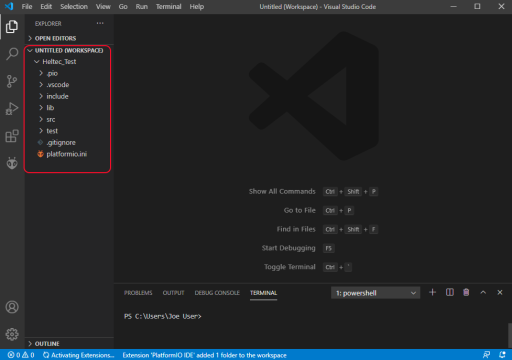 File Edit Selection View Go Run Terminal Help Untitled (Workspace) - Visual Studio Code
EXPLORER ...
OPEN EDITORS
UNTITLED (WORKSPACE)
Heltec_Test
.pio
.vscode
include
lib
src
test
.gitignore
platformio.ini
Show All Commands Ctrl + Shift + P
Go to File Ctrl + P
Find in Files Ctrl + Shift + F
Start Debugging F5
Toggle Terminal Ctrl + `
PROBLEMS OUTPUT DEBUG CONSOLE TERMINAL 1: powershell
PS C:\Users\Joe User>
OUTLINE
0 0 Activating Extensions... Extension 'PlatformIO IDE' added 1 folder to the workspace